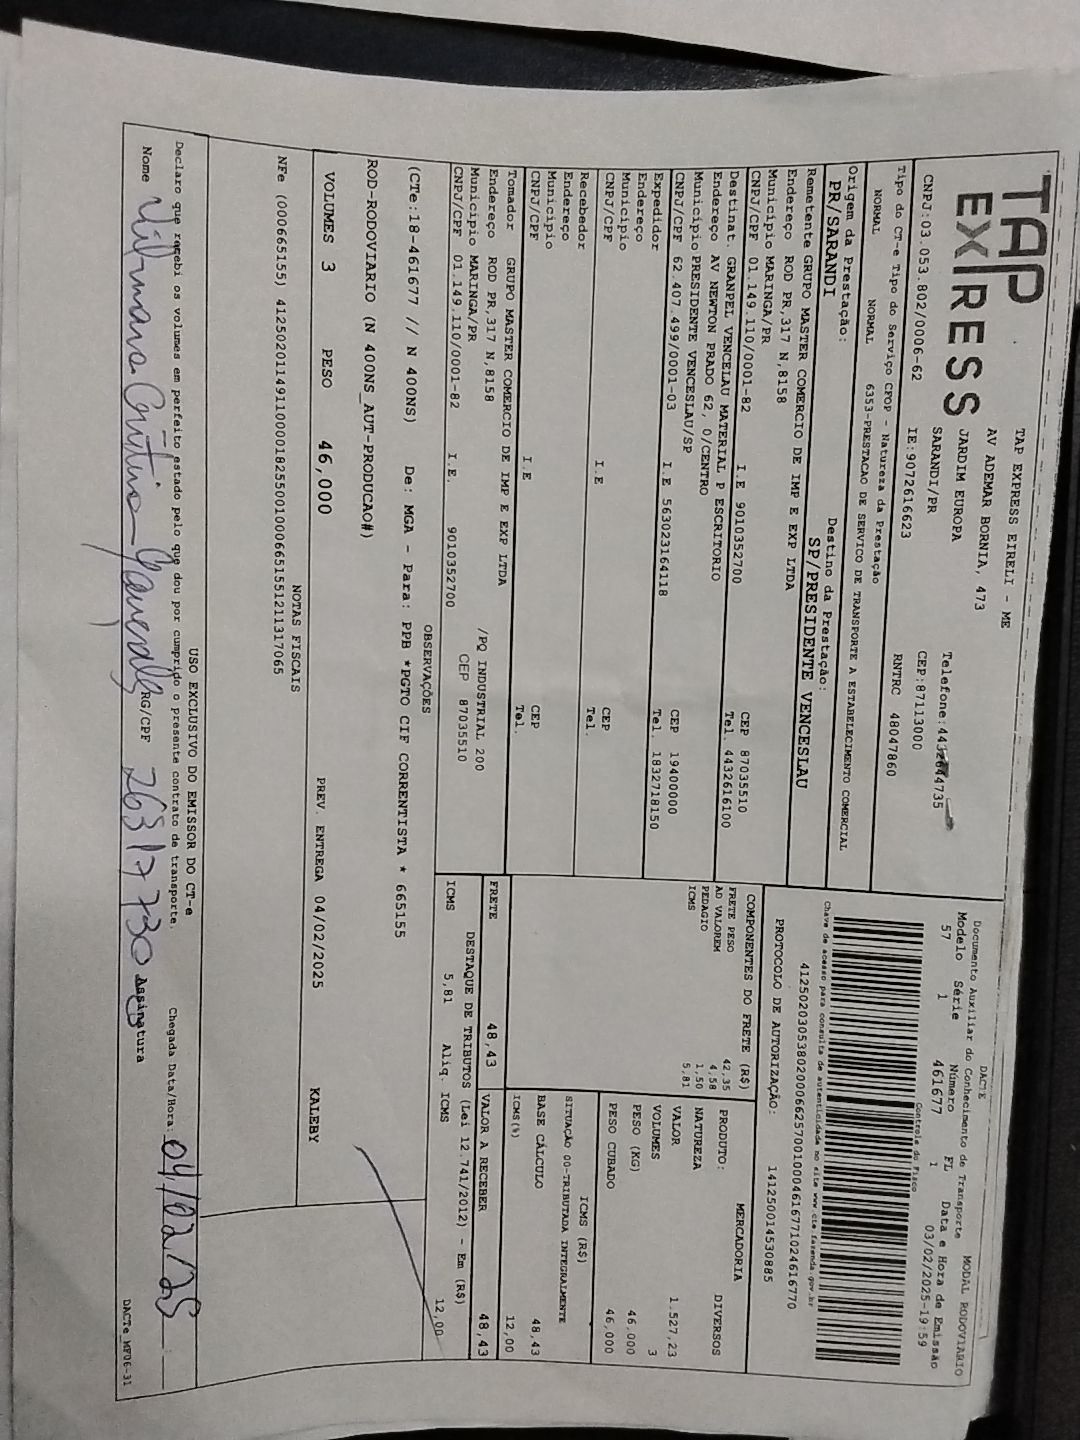 TAP EXPRESS
TAP EXPRESS EIRELI - ME
AV ADEMAR BORNIA, 473
JARDIM EUROPA
SARANDI/PR
Telefone:
CEP:87113000
CNPJ:03.053.802/0006-62
IE:9072616623
RNTRC 48047860
Tipo do CT-e Tipo do Serviço CFOP - Natureza da Prestação
NORMAL NORMAL 6353-PRESTACAO DE SERVICO DE TRANSPORTE A ESTABELECIMENTO COMERCIAL
Origem da Prestação: Destino da Prestação:
PR/SARANDI SP/PRESIDENTE VENCESLAU
Remetente GRUPO MASTER COMERCIO DE IMP E EXP LTDA
Endereço ROD PR,317 N,8158
Município MARINGA/PR CEP 87035510
CNPJ/CPF 01.149.110/0001-82 I.E 9010352700 Tel. 4432616100
Destinat. GRANPEL VENCELAU MATERIAL P ESCRITORIO
Endereço AV NEWTON PRADO 62, 0/CENTRO
Município PRESIDENTE VENCESLAU/SP CEP 19400000
CNPJ/CPF 62.407.499/0001-03 I.E 563023164118 Tel. 1832718150
Expedidor
Endereço
Município CEP
CNPJ/CPF I.E Tel.
Recebedor
Endereço
Município CEP
CNPJ/CPF I.E Tel.
Tomador GRUPO MASTER COMERCIO DE IMP E EXP LTDA
Endereço ROD PR,317 N,8158 /PQ INDUSTRIAL 200
Município MARINGA/PR CEP 87035510
CNPJ/CPF 01.149.110/0001-82 I.E. 9010352700
DACTE MODAL RODOVIARIO
Documento Auxiliar do Conhecimento de Transporte
Modelo Série Número FL Data e Hora de Emissão
57 1 461677 1 03/02/2025-19:59
Controle do Fisco
Chave de acesso para consulta de autenticidade no site www.cte.fazenda.gov.br
41250203053802000662570010004616771024616770
PROTOCOLO DE AUTORIZAÇÃO: 141250014530885
COMPONENTES DO FRETE (R$)
FRETE PESO 42,35
AD VALOREM 4,58
PEDAGIO 1,50
ICMS 5,81
MERCADORIA
PRODUTO: DIVERSOS
NATUREZA
VALOR 1.527,23
VOLUMES 3
PESO (KG) 46,000
PESO CUBADO 46,000
ICMS (R$)
SITUAÇÃO 00-TRIBUTADA INTEGRALMENTE
BASE CÁLCULO 48,43
ICMS(%) 12,00
FRETE 48,43 VALOR A RECEBER 48,43
DESTAQUE DE TRIBUTOS (Lei 12.741/2012) - Em (R$)
ICMS 5,81 Aliq. ICMS 12,00
OBSERVAÇÕES
(CTe:18-461677 // N 400NS) De: MGA - Para: PPB *PGTO CIF CORRENTISTA * 665155
ROD-RODOVIARIO (N 400NS_AUT-PRODUCAO#)
VOLUMES 3 PESO 46,000 PREV. ENTREGA 04/02/2025 KALEBY
NOTAS FISCAIS
NFe (000665155) 41250201149110000182550010006651551211317065
USO EXCLUSIVO DO EMISSOR DO CT-e
Declaro que recebi os volumes em perfeito estado pelo que dou por cumprido o presente contrato de transporte. Chegada Data/Hora: 04/02/25
Nome RG/CPF Assinatura
DACTe_MF06-31